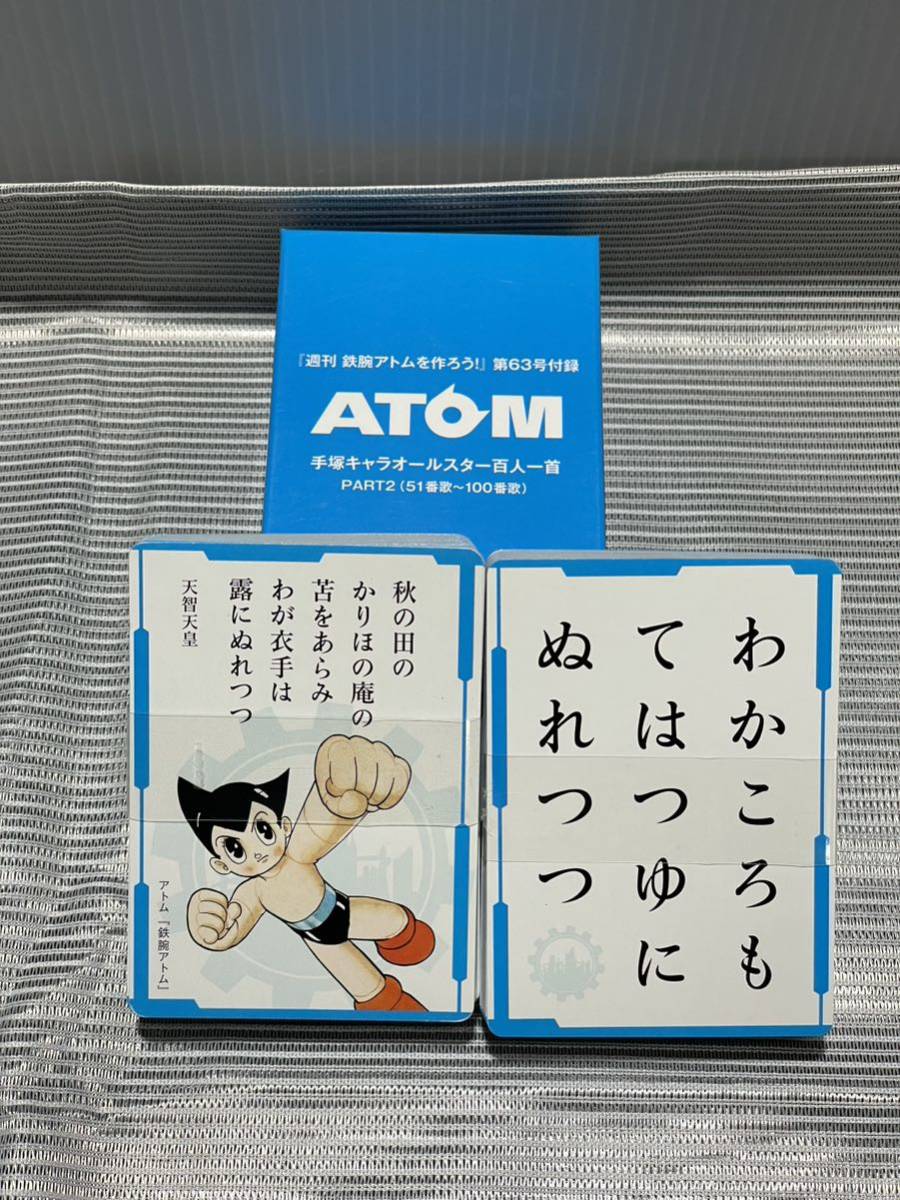 『週刊 鉄腕アトムを作ろう!』第63号付録
ATOM
手塚キャラオールスター百人一首
PART2（51番歌～100番歌）
秋の田の
かりほの庵の
苫をあらみ
わが衣手は
露にぬれつつ
天智天皇
アトム『鉄腕アトム』
わかころも
てはつゆに
ぬれつつ